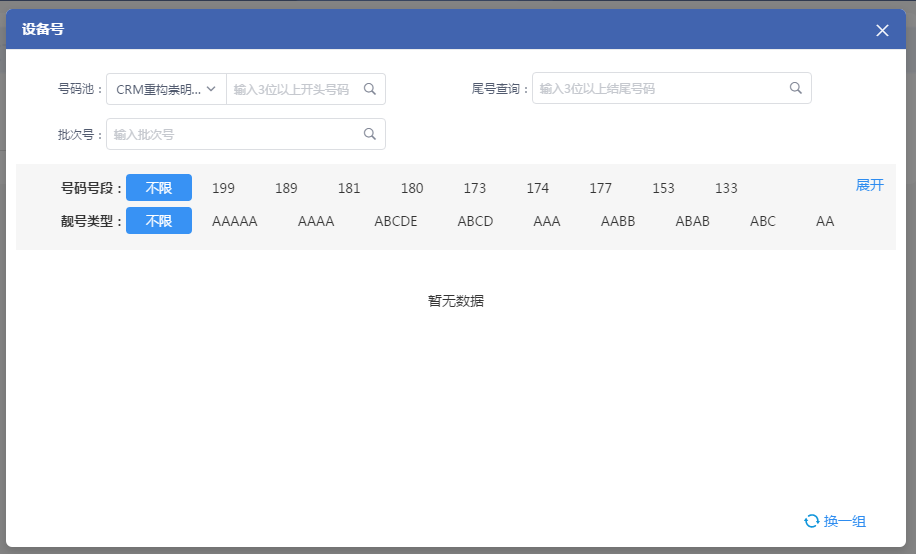 设备号
号码池： CRM重构崇明... 输入3位以上开头号码 尾号查询： 输入3位以上结尾号码
批次号： 输入批次号
号码号段： 不限 199 189 181 180 173 174 177 153 133 展开
靓号类型： 不限 AAAAA AAAA ABCDE ABCD AAA AABB ABAB ABC AA
暂无数据
换一组